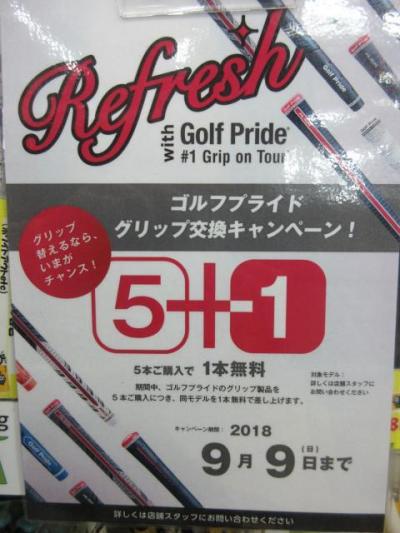 Refresh
with Golf Pride®
#1 Grip on Tour
ゴルフプライド
グリップ交換キャンペーン！
グリップ
替えるなら、
いまが
チャンス！
5+1
5本ご購入で 1本無料
期間中、ゴルフプライドのグリップ製品を
5本ご購入につき、同モデルを1本無料で差し上げます。
対象モデル：
詳しくは店舗スタッフに
お問い合わせください
キャンペーン期間： 2018
9月9日(日)まで
Golf Pride
Golf Pride
詳しくは店舗スタッフにお問い合わせください